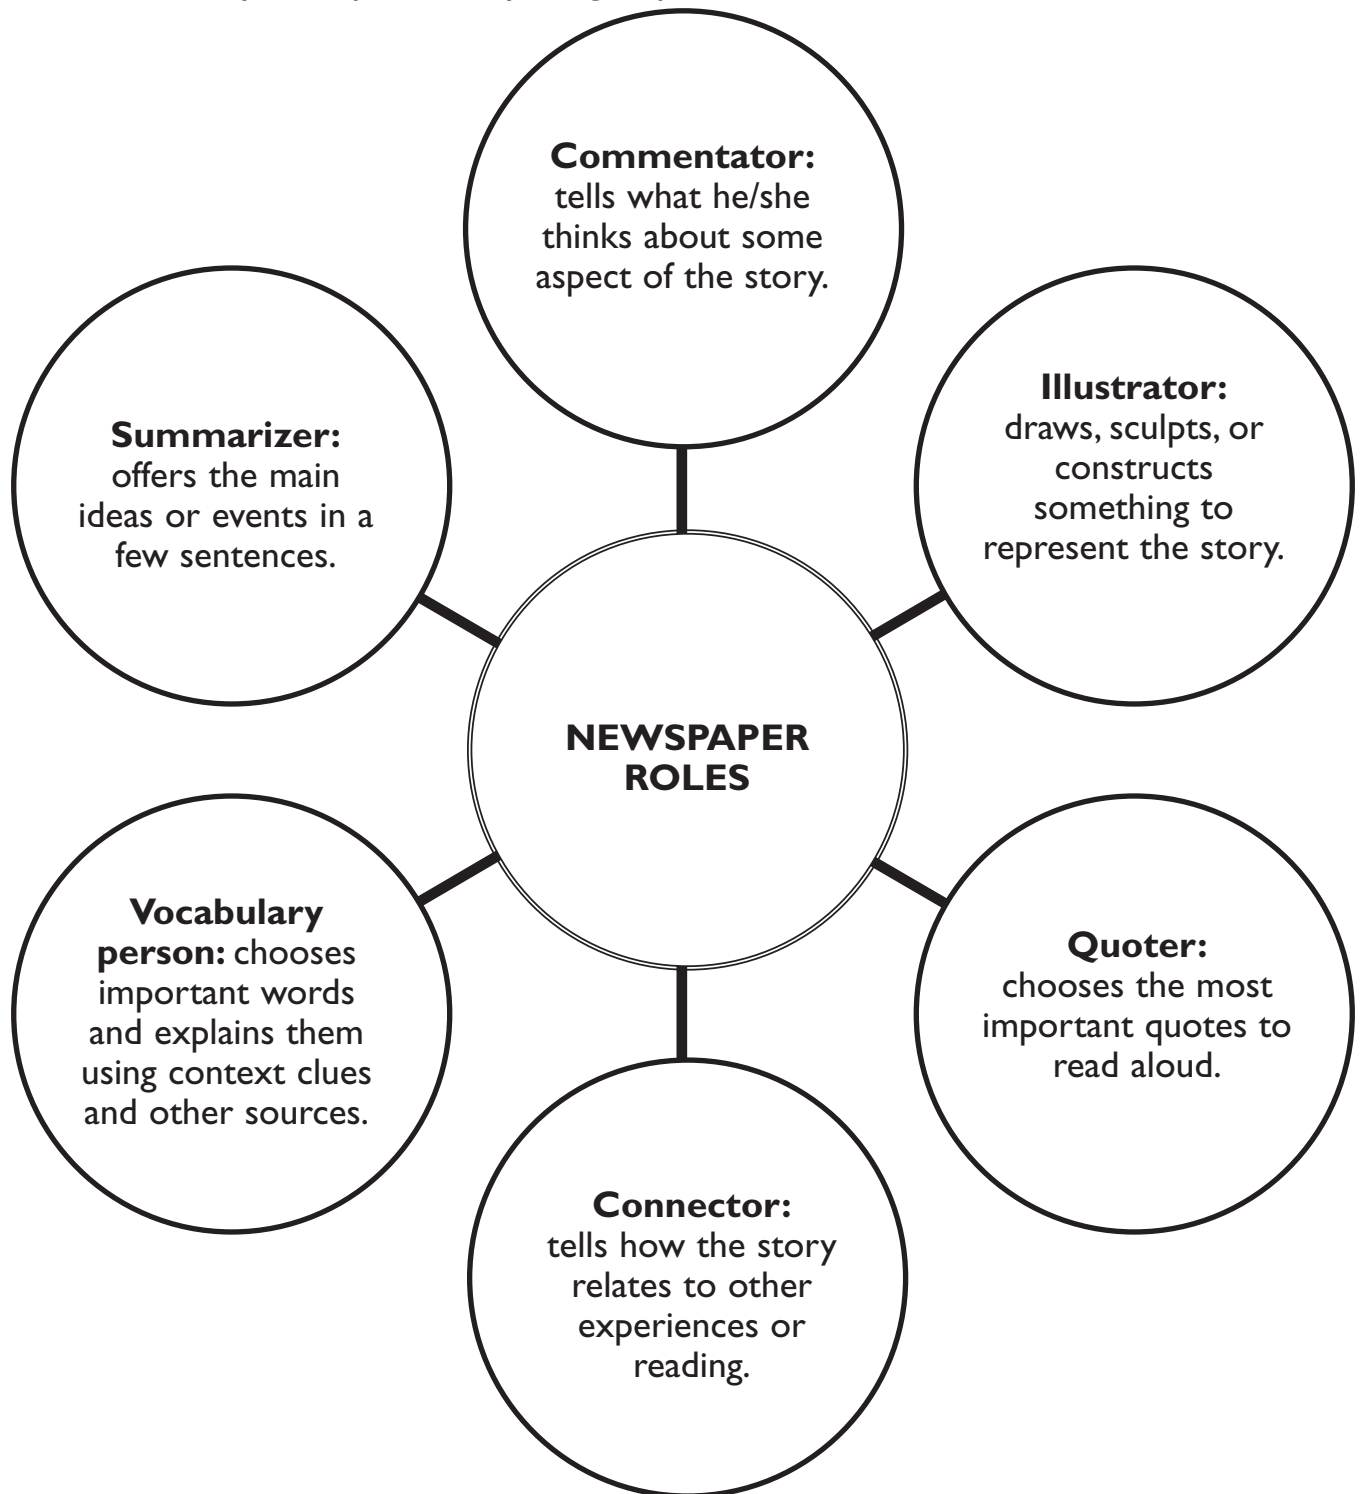 Commentator:
tells what he/she
thinks about some
aspect of the story.
Illustrator:
draws, sculpts, or
constructs
something to
represent the story.
Summarizer:
offers the main
ideas or events in a
few sentences.
NEWSPAPER
ROLES
Vocabulary
person: chooses
important words
and explains them
using context clues
and other sources.
Quoter:
chooses the most
important quotes to
read aloud.
Connector:
tells how the story
relates to other
experiences or
reading.